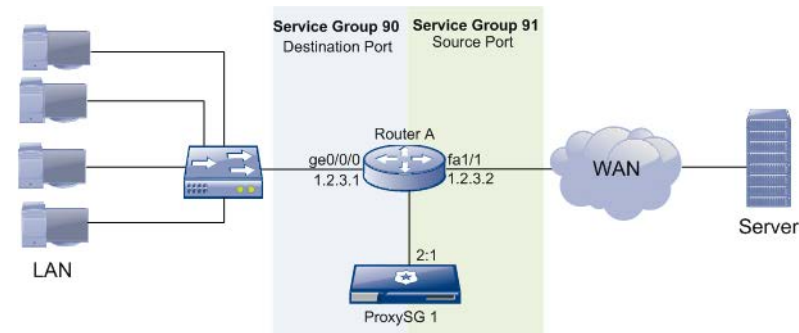 Service Group 90
Destination Port
Service Group 91
Source Port
Router A
ge0/0/0
fa1/1
1.2.3.1
1.2.3.2
WAN
Server
LAN
2:1
ProxySG 1